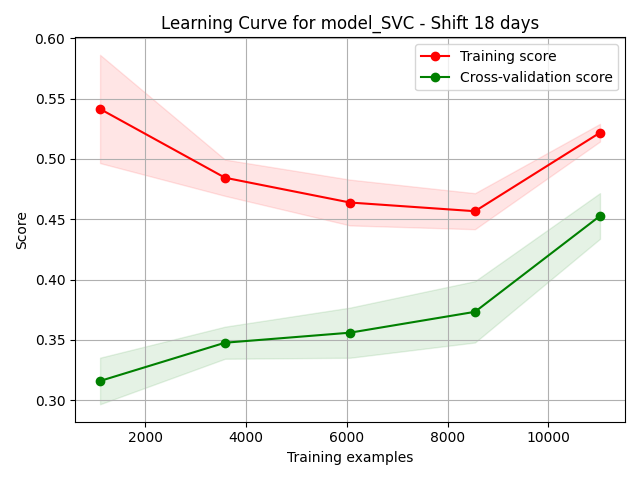 Learning Curve for model_SVC - Shift 18 days
Training score
Cross-validation score
Score
0.60
0.55
0.50
0.45
0.40
0.35
0.30
2000
4000
6000
8000
10000
Training examples